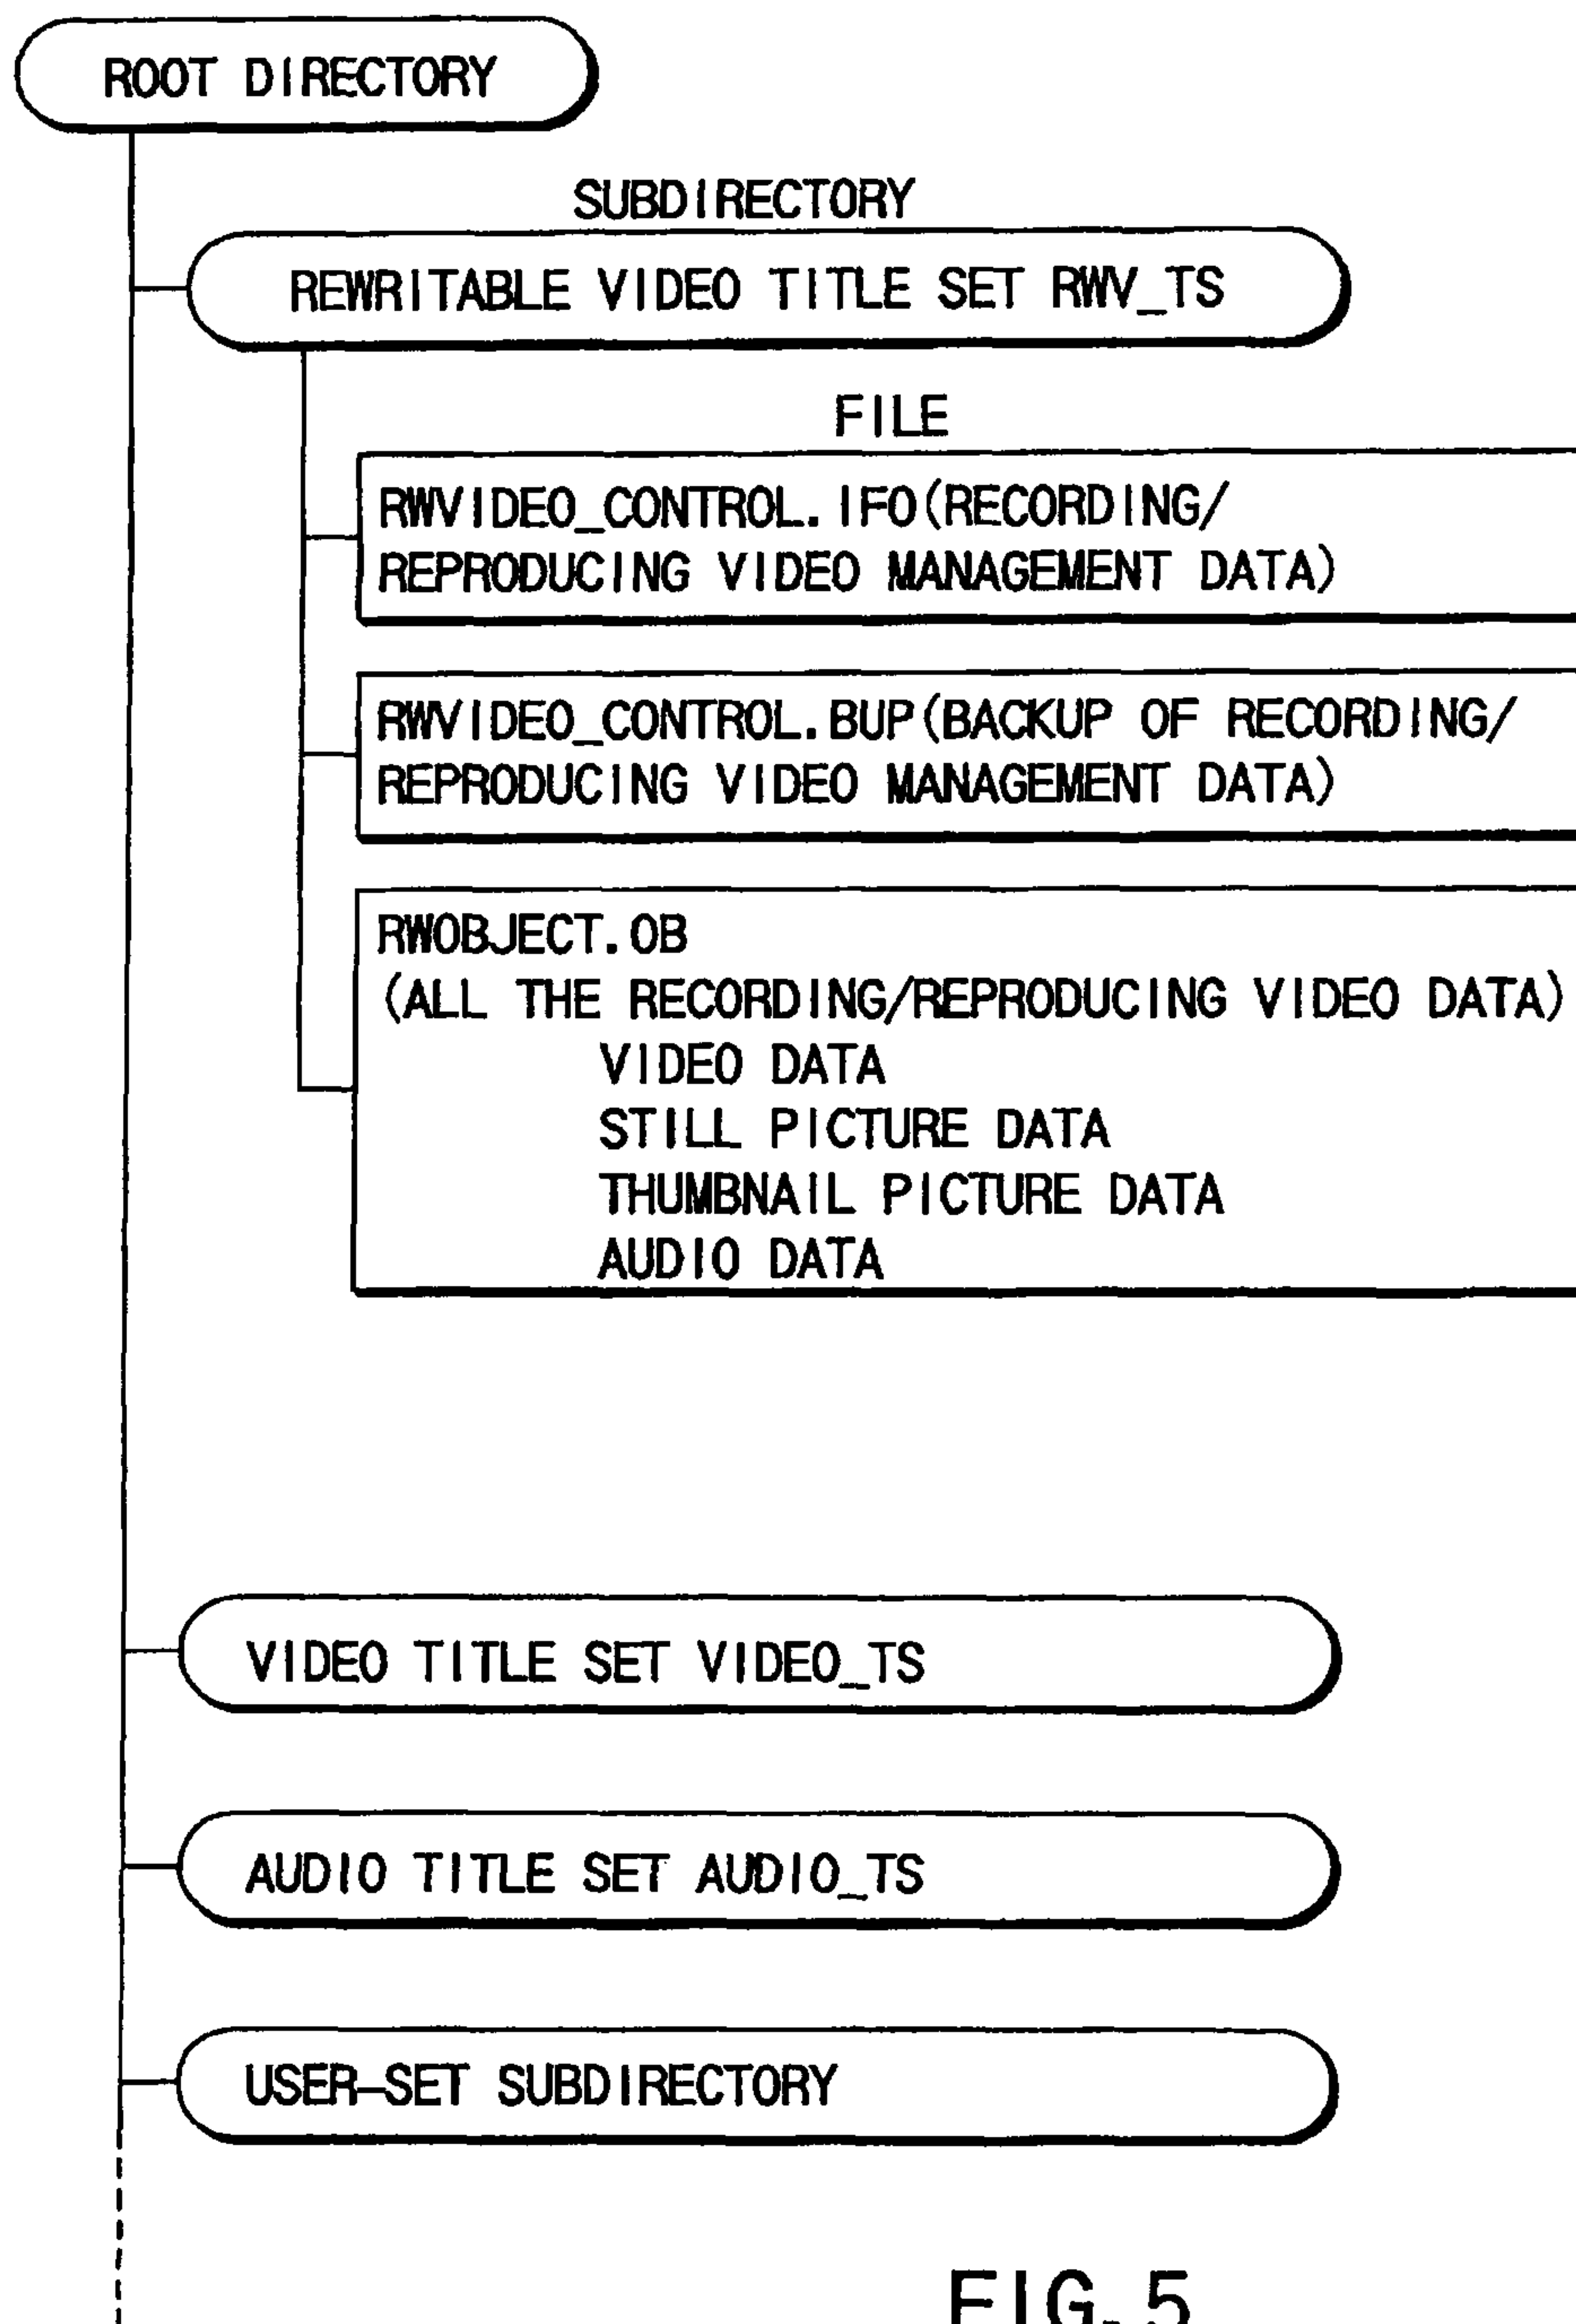 ROOT DIRECTORY
SUBDIRECTORY
REWRITABLE VIDEO TITLE SET RWV_TS
FILE
RWVIDEO_CONTROL.IFO(RECORDING/
REPRODUCING VIDEO MANAGEMENT DATA)
RWVIDEO_CONTROL.BUP(BACKUP OF RECORDING/
REPRODUCING VIDEO MANAGEMENT DATA)
RWOBJECT.OB
(ALL THE RECORDING/REPRODUCING VIDEO DATA)
VIDEO DATA
STILL PICTURE DATA
THUMBNAIL PICTURE DATA
AUDIO DATA
VIDEO TITLE SET VIDEO_TS
AUDIO TITLE SET AUDIO_TS
USER-SET SUBDIRECTORY
FIG. 5